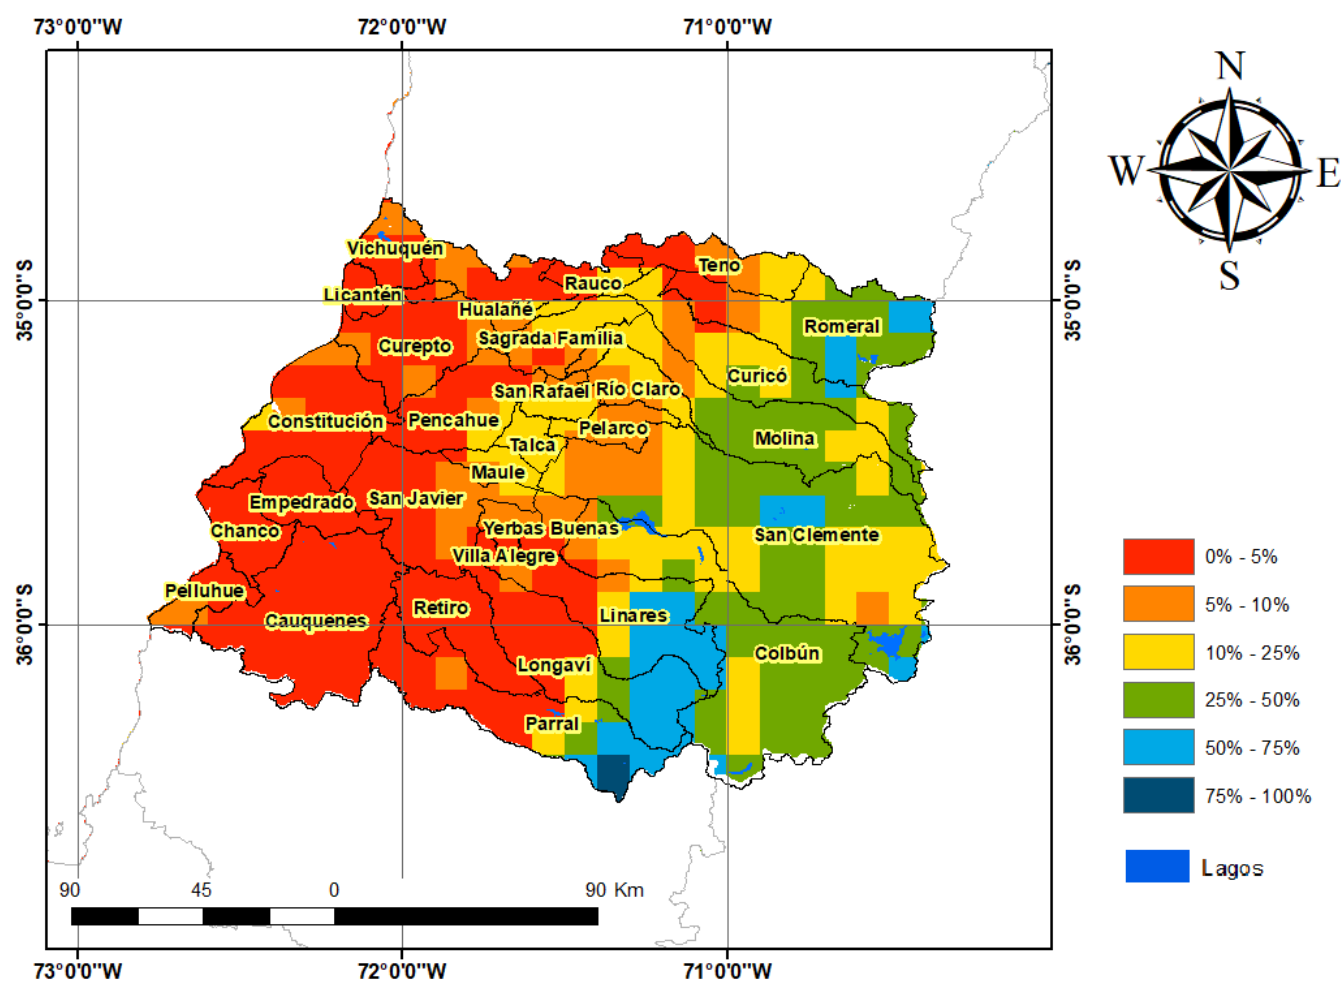 73°0'0"W
72°0'0"W
71°0'0"W
N
W
E
S
35°0'0"S
35°0'0"S
36°0'0"S
36°0'0"S
Vichuquén
Teno
Licantén
Rauco
Hualañé
Romeral
Curepto
Sagrada Familia
Curicó
San Rafael
Río Claro
Constitución
Pencahue
Pelarco
Molina
Talca
Maule
Empedrado
San Javier
Chanco
Yerbas Buenas
San Clemente
Villa Alegre
Pelluhue
Cauquenes
Retiro
Linares
Colbún
Longaví
Parral
0% - 5%
5% - 10%
10% - 25%
25% - 50%
50% - 75%
75% - 100%
Lagos
90
45
0
90 Km
73°0'0"W
72°0'0"W
71°0'0"W